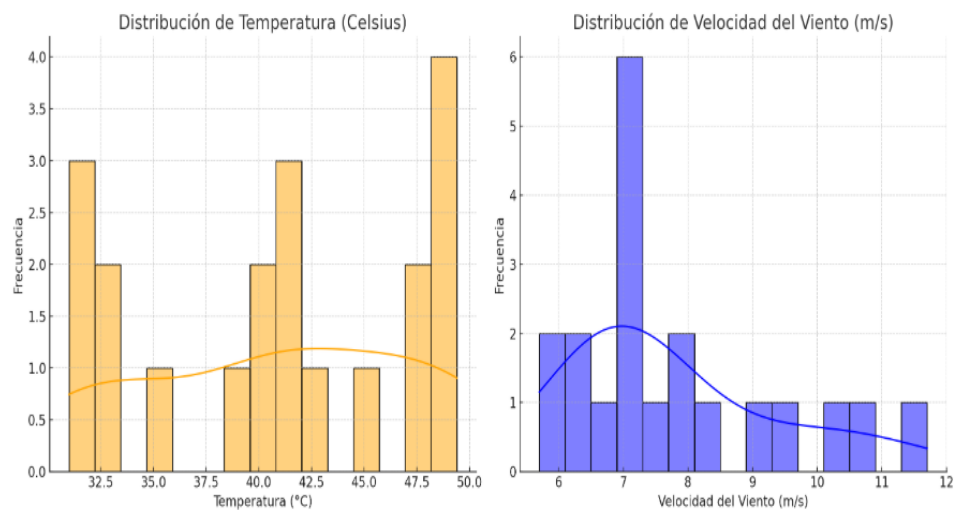 Distribución de Temperatura (Celsius)
4.0
3.5
3.0
2.5
2.0
1.5
1.0
0.5
0.0
Frecuencia
32.5 35.0 37.5 40.0 42.5 45.0 47.5 50.0
Temperatura (°C)
Distribución de Velocidad del Viento (m/s)
6
5
4
3
2
1
0
Frecuencia
6 7 8 9 10 11 12
Velocidad del Viento (m/s)